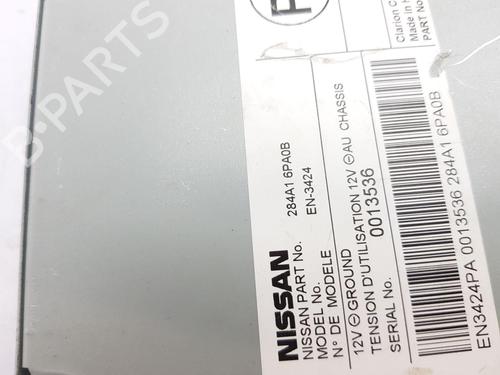 NISSAN
NISSAN PART No. 284A1 6PA0B
MODEL No. EN-3424
N° DE MODELE
12V ⊖ GROUND
TENSION D'UTILISATION 12V ⊖ AU CHASSIS
SERIAL No. 0013536
EN3424PA 0013536 284A1 6PA0B
Clarion
Made in
PART No
B-PARTS